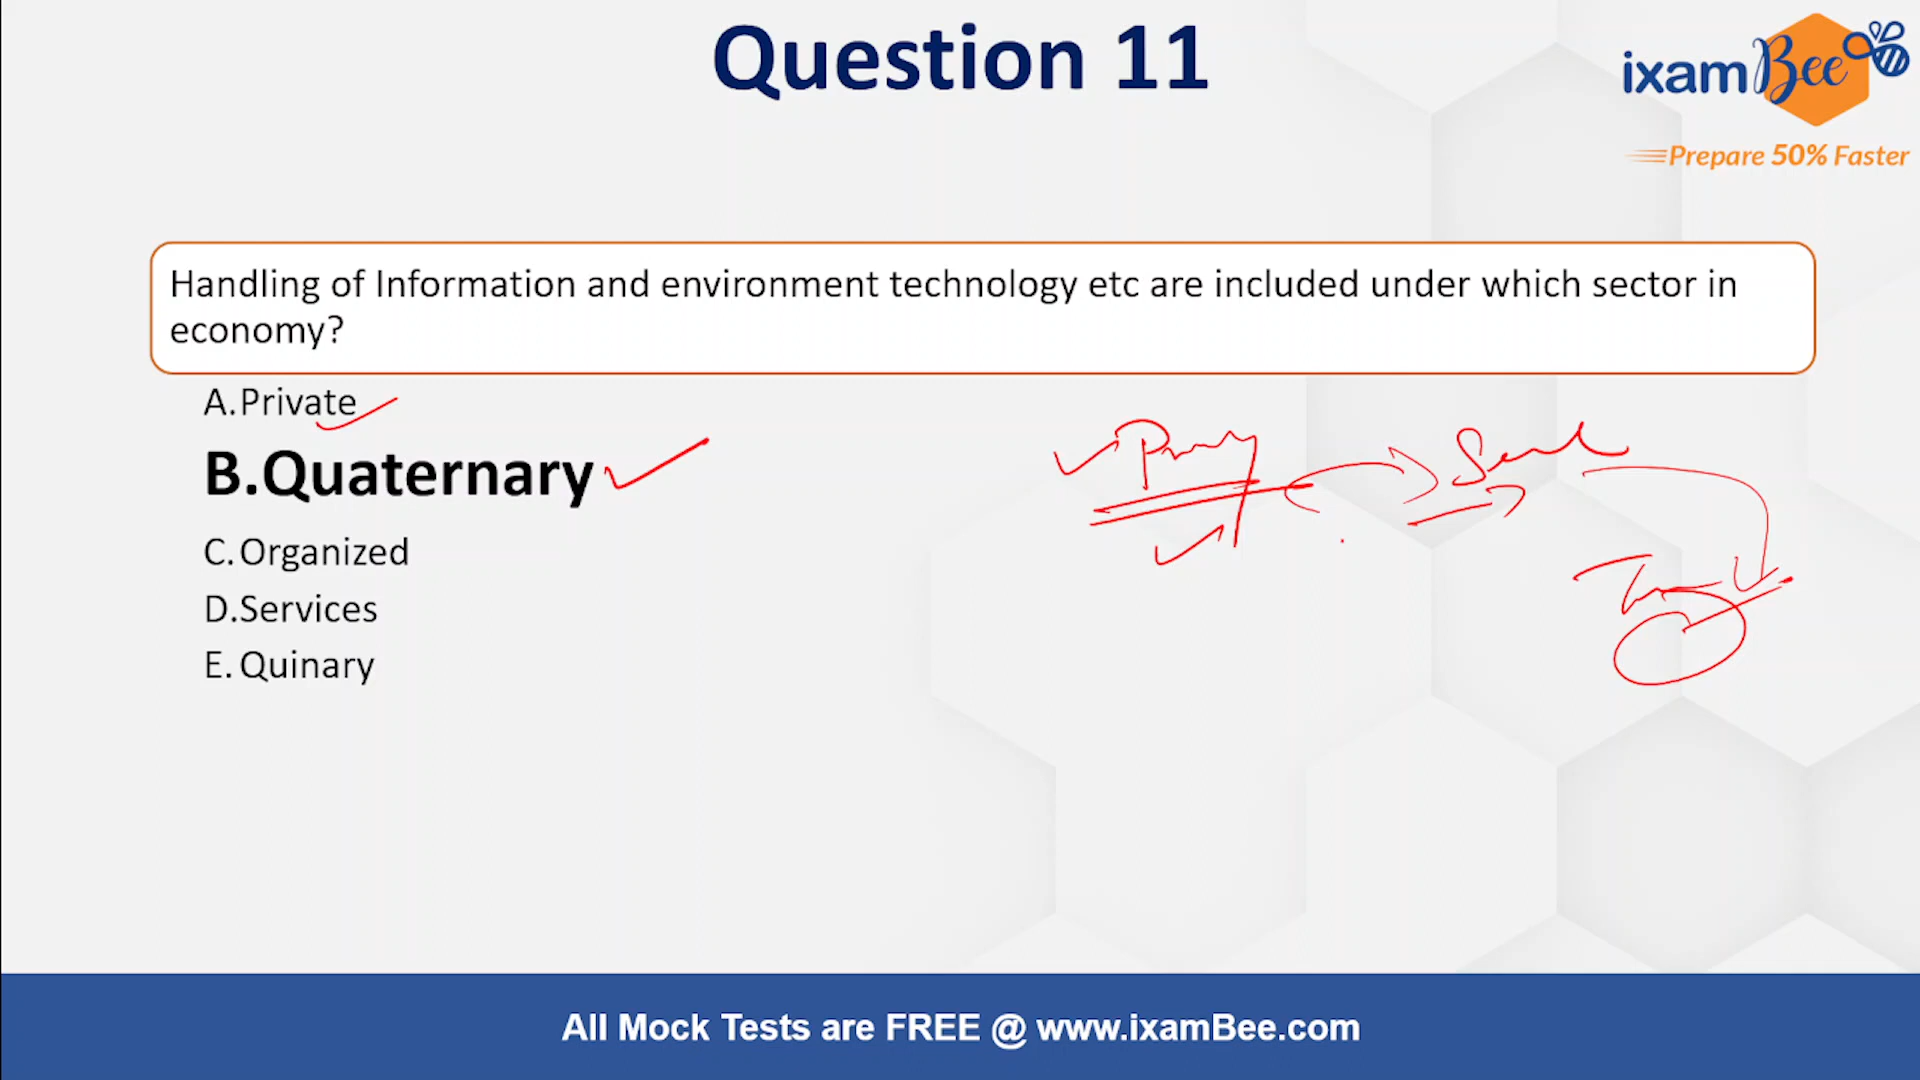 Question 11
ixamBee
Prepare 50% Faster
Handling of Information and environment technology etc are included under which sector in
economy?
A.Private
B.Quaternary
C.Organized
D.Services
E. Quinary
All Mock Tests are FREE @ www.ixamBee.com